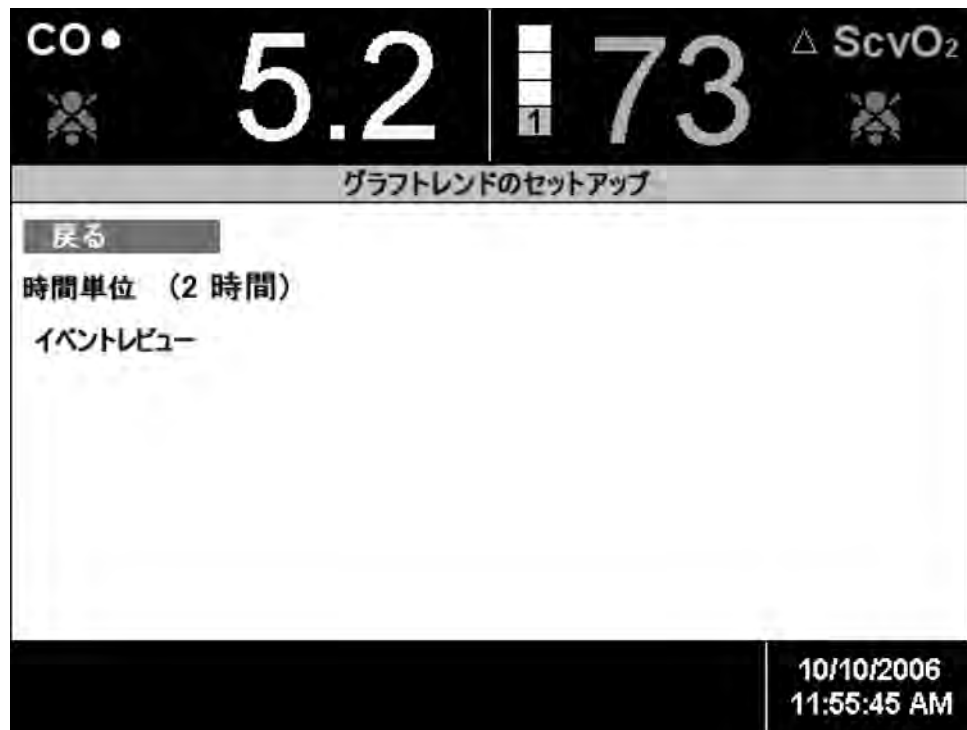 CO
5.2
1
73
△ ScvO₂
グラフトレンドのセットアップ
戻る
時間単位 （2 時間）
イベントレビュー
10/10/2006
11:55:45 AM